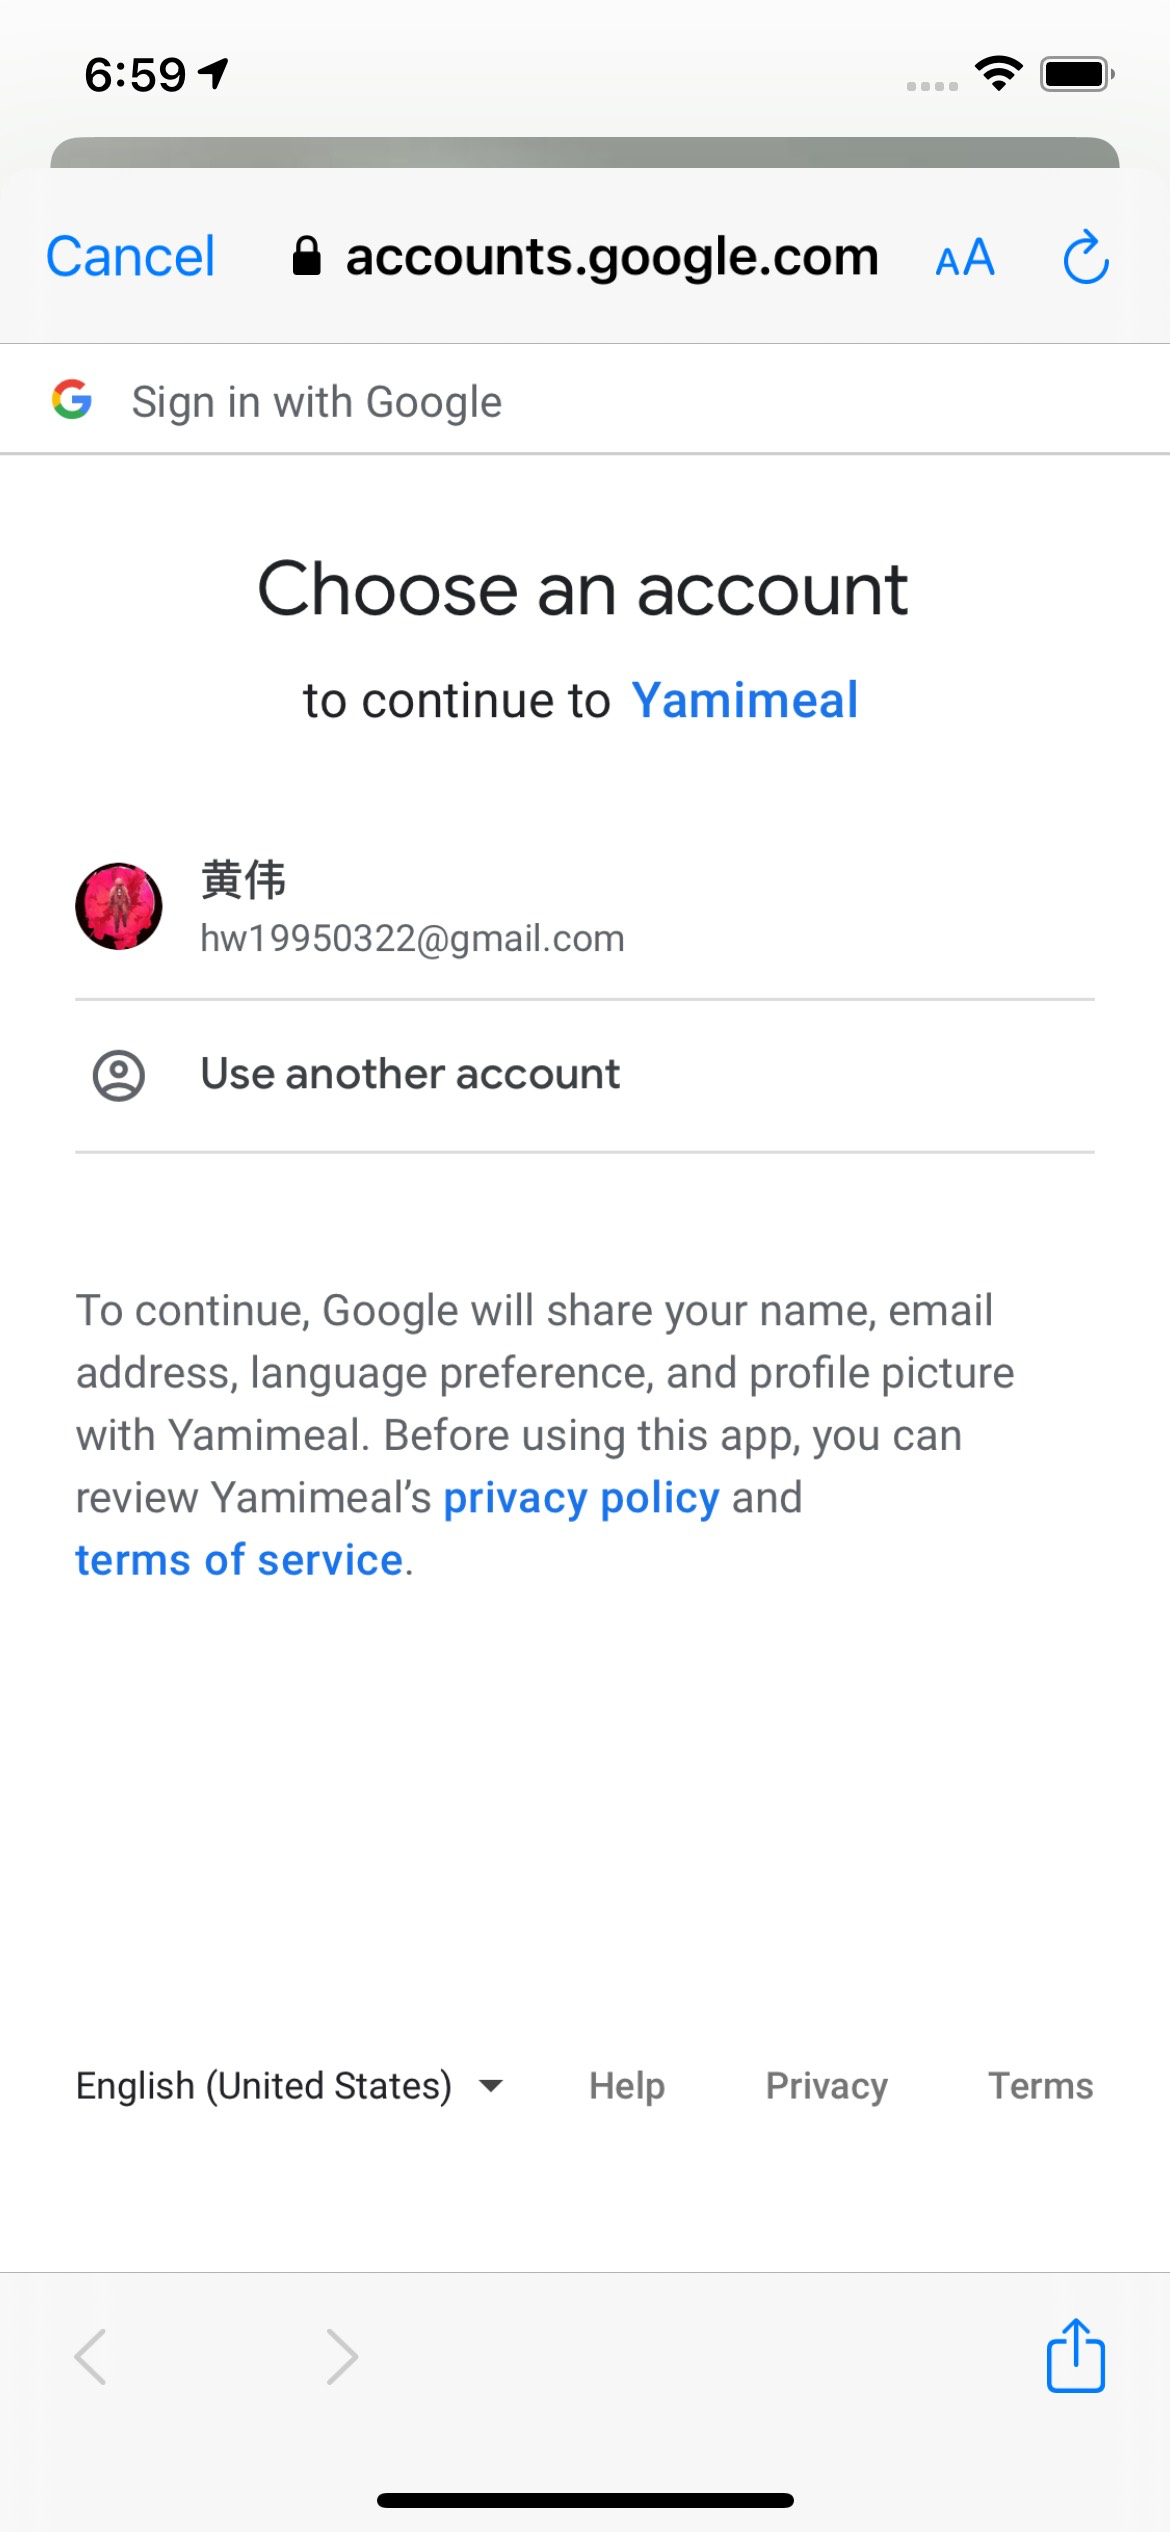 6:59
Cancel accounts.google.com AA
Sign in with Google
Choose an account
to continue to Yamimeal
黄伟
hw19950322@gmail.com
Use another account
To continue, Google will share your name, email
address, language preference, and profile picture
with Yamimeal. Before using this app, you can
review Yamimeal’s privacy policy and
terms of service.
English (United States) Help Privacy Terms